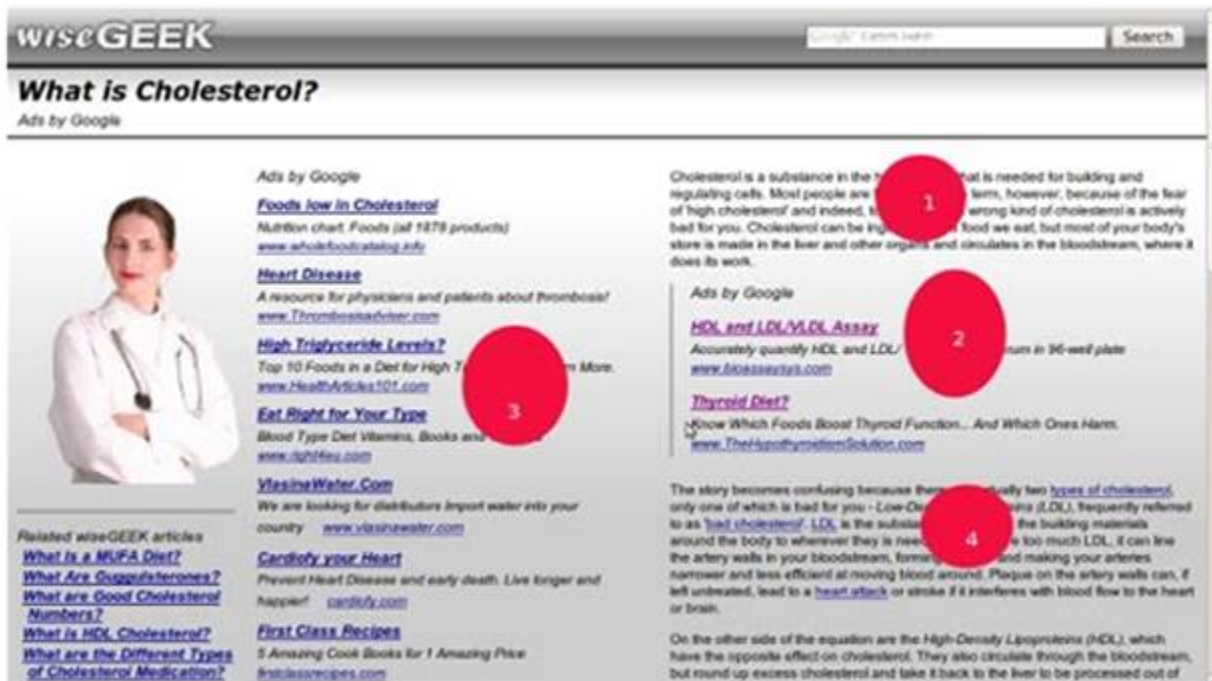 wiseGEEK
Search
What is Cholesterol?
Ads by Google
Ads by Google
Foods low in Cholesterol
Nutrition chart. Foods (all 1878 products)
www.wholefoodcatalog.info
Heart Disease
A resource for physicians and patients about thrombosis!
www.Thrombosisadviser.com
High Triglyceride Levels?
Top 10 Foods in a Diet for High More.
www.HealthArticles101.com
3
Eat Right for Your Type
Blood Type Diet Vitamins, Books and
www.right4eu.com
VlasinaWater.Com
We are looking for distributors Import water into your
country www.vlasinawater.com
Cardiofy your Heart
Prevent Heart Disease and early death. Live longer and
happier! cardiofy.com
First Class Recipes
5 Amazing Cook Books for 1 Amazing Price
firstclassrecipes.com
Related wiseGEEK articles
What Is a MUFA Diet?
What Are Guggulsterones?
What are Good Cholesterol
Numbers?
What is HDL Cholesterol?
What are the Different Types
of Cholesterol Medication?
Cholesterol is a substance in the that is needed for building and
regulating cells. Most people are term, however, because of the fear
1
of 'high cholesterol' and indeed, wrong kind of cholesterol is actively
bad for you. Cholesterol can be food we eat, but most of your body's
store is made in the liver and other organs and circulates in the bloodstream, where it
does its work.
Ads by Google
HDL and LDL/VLDL Assay
2
Accurately quantify HDL and LDL/ in 96-well plate
www.bioassaysys.com
Thyroid Diet?
Know Which Foods Boost Thyroid Function... And Which Ones Harm.
www.TheHypothyroidismSolution.com
The story becomes confusing because two types of cholesterol,
only one of which is bad for you - (LDL), frequently referred
to as 'bad cholesterol'. LDL is the the building materials
around the body to wherever they is too much LDL, it can line
4
the artery walls in your bloodstream, and making your arteries
narrower and less efficient at moving blood around. Plaque on the artery walls can, if
left untreated, lead to a heart attack or stroke if it interferes with blood flow to the heart
or brain.
On the other side of the equation are the High-Density Lipoproteins (HDL), which
have the opposite effect on cholesterol. They also circulate through the bloodstream,
but round up excess cholesterol and take it back to the liver to be processed out of